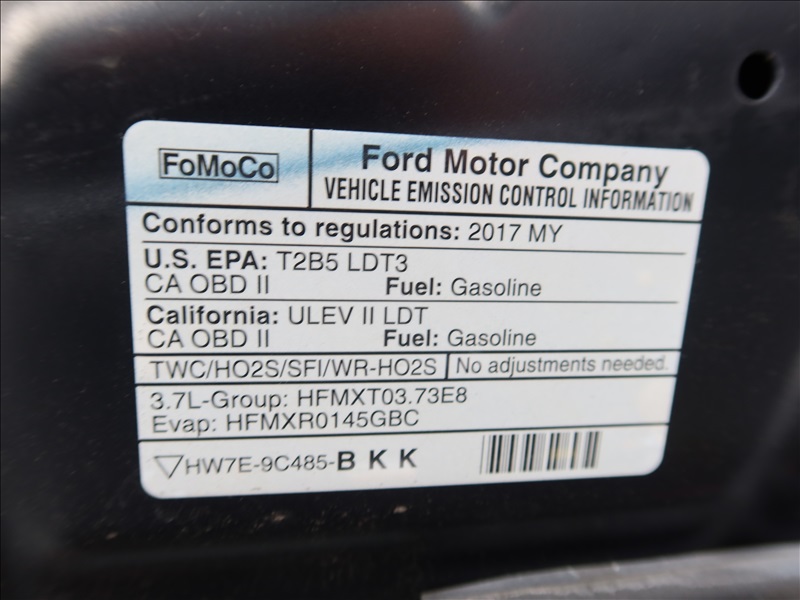 FoMoCo
Ford Motor Company
VEHICLE EMISSION CONTROL INFORMATION
Conforms to regulations: 2017 MY
U.S. EPA: T2B5 LDT3
CA OBD II Fuel: Gasoline
California: ULEV II LDT
CA OBD II Fuel: Gasoline
TWC/HO2S/SFI/WR-HO2S No adjustments needed.
3.7L-Group: HFMXT03.73E8
Evap: HFMXR0145GBC
HW7E-9C485-BKK